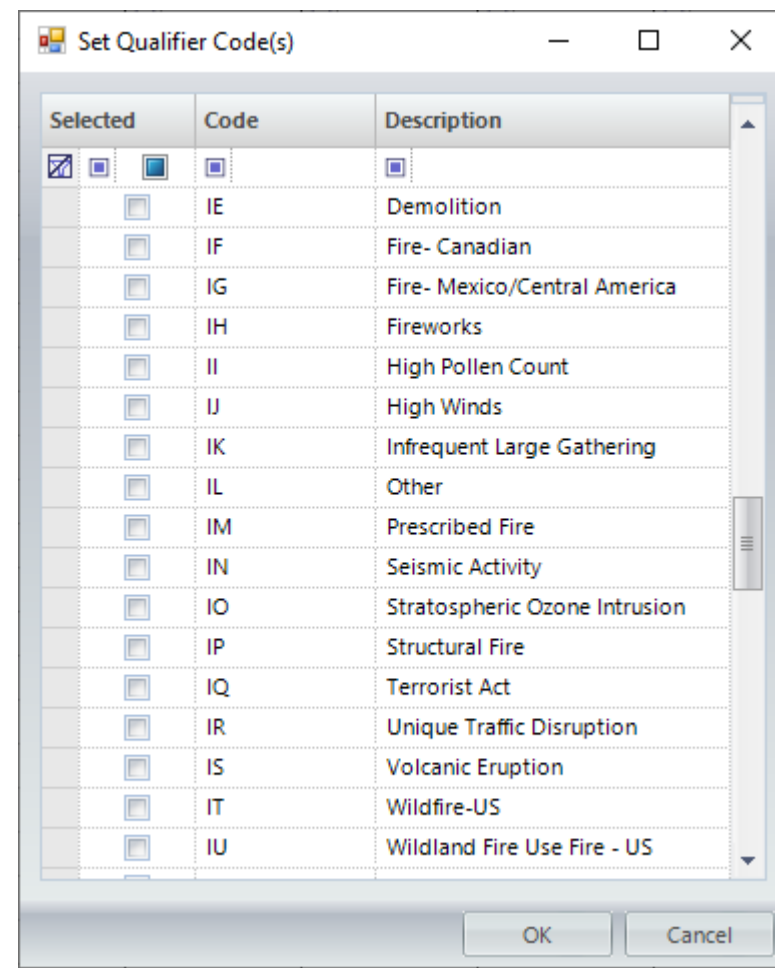 Set Qualifier Code(s)
Selected Code Description
IE Demolition
IF Fire- Canadian
IG Fire- Mexico/Central America
IH Fireworks
II High Pollen Count
IJ High Winds
IK Infrequent Large Gathering
IL Other
IM Prescribed Fire
IN Seismic Activity
IO Stratospheric Ozone Intrusion
IP Structural Fire
IQ Terrorist Act
IR Unique Traffic Disruption
IS Volcanic Eruption
IT Wildfire-US
IU Wildland Fire Use Fire - US
OK Cancel